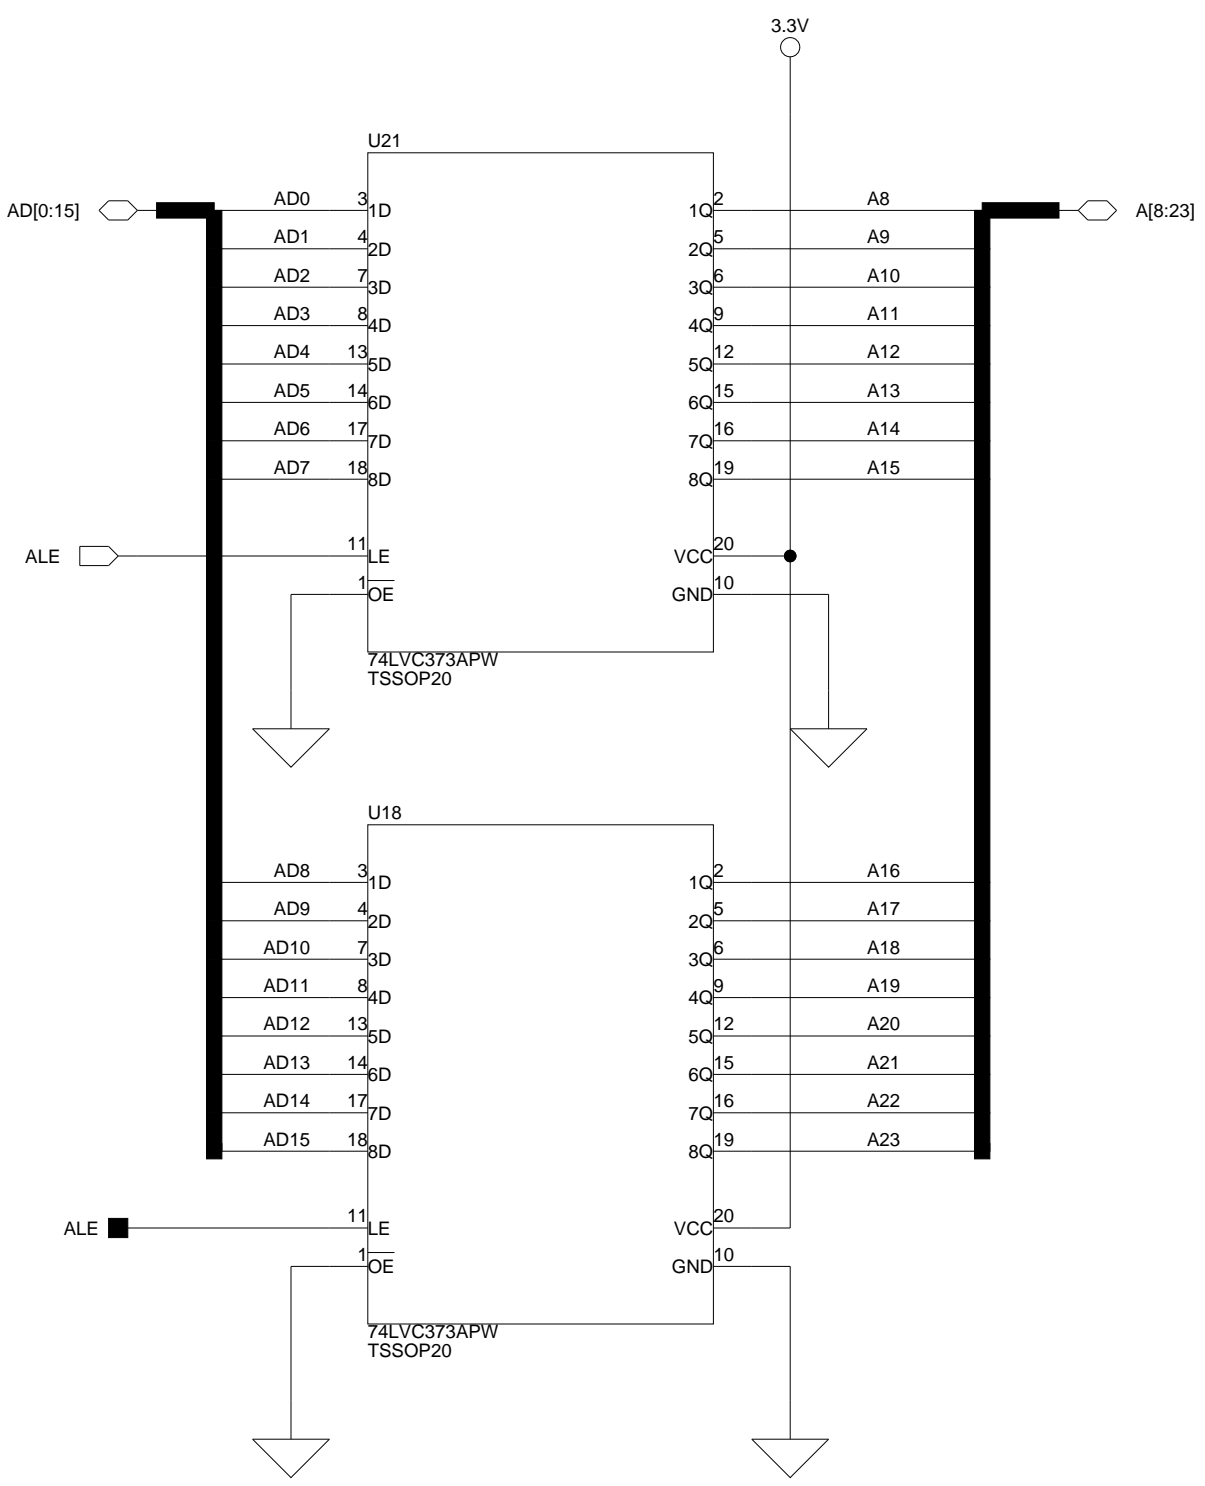 3.3V
U21
AD[0:15] AD0 3 1D 1Q 2 A8 A[8:23]
AD1 4 2D 2Q 5 A9
AD2 7 3D 3Q 6 A10
AD3 8 4D 4Q 9 A11
AD4 13 5D 5Q 12 A12
AD5 14 6D 6Q 15 A13
AD6 17 7D 7Q 16 A14
AD7 18 8D 8Q 19 A15
ALE 11 LE VCC 20
1 OE GND 10
74LVC373APW
TSSOP20
U18
AD8 3 1D 1Q 2 A16
AD9 4 2D 2Q 5 A17
AD10 7 3D 3Q 6 A18
AD11 8 4D 4Q 9 A19
AD12 13 5D 5Q 12 A20
AD13 14 6D 6Q 15 A21
AD14 17 7D 7Q 16 A22
AD15 18 8D 8Q 19 A23
ALE 11 LE VCC 20
1 OE GND 10
74LVC373APW
TSSOP20